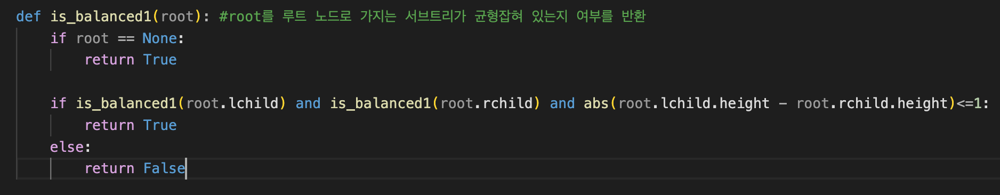 def is_balanced1(root): #root를 루트 노드로 가지는 서브트리가 균형잡혀 있는지 여부를 반환
if root == None:
return True
if is_balanced1(root.lchild) and is_balanced1(root.rchild) and abs(root.lchild.height - root.rchild.height)<=1:
return True
else:
return False